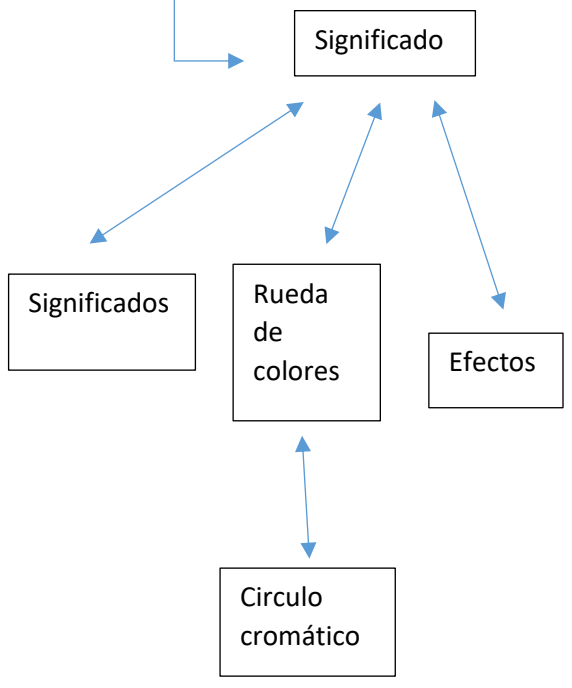 Significado
Significados
Rueda
de
colores
Efectos
Circulo
cromático